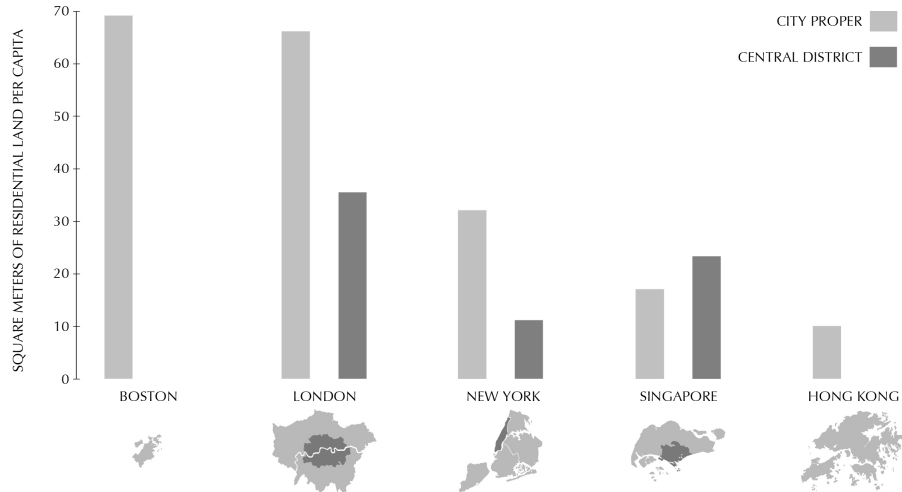 SQUARE METERS OF RESIDENTIAL LAND PER CAPITA
70
60
50
40
30
20
10
0
CITY PROPER
CENTRAL DISTRICT
BOSTON
LONDON
NEW YORK
SINGAPORE
HONG KONG